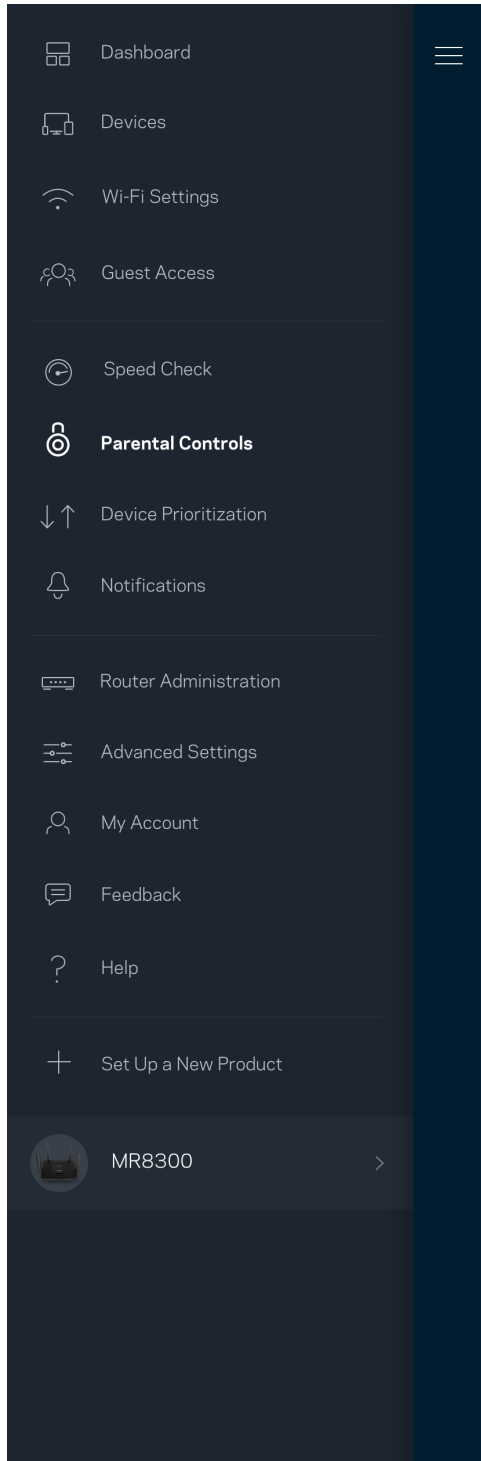 Dashboard
Devices
Wi-Fi Settings
Guest Access
Speed Check
Parental Controls
Device Prioritization
Notifications
Router Administration
Advanced Settings
My Account
Feedback
Help
Set Up a New Product
MR8300